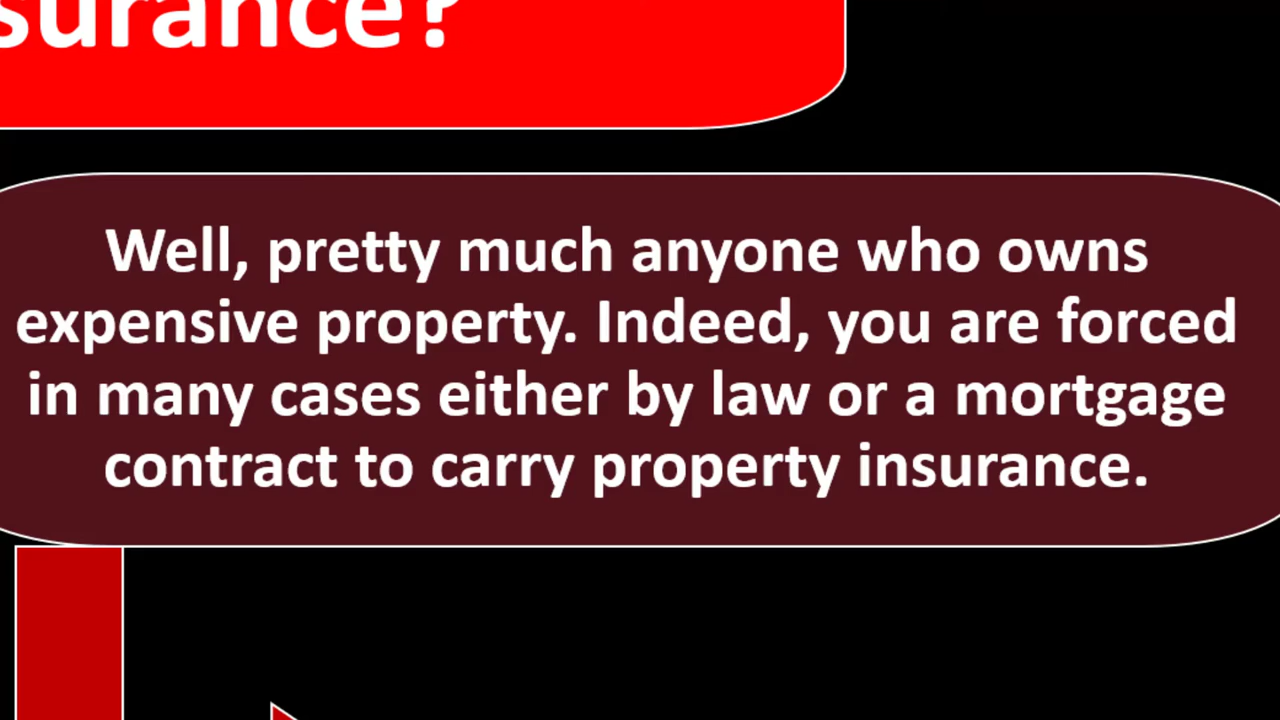 surance?
Well, pretty much anyone who owns
expensive property. Indeed, you are forced
in many cases either by law or a mortgage
contract to carry property insurance.